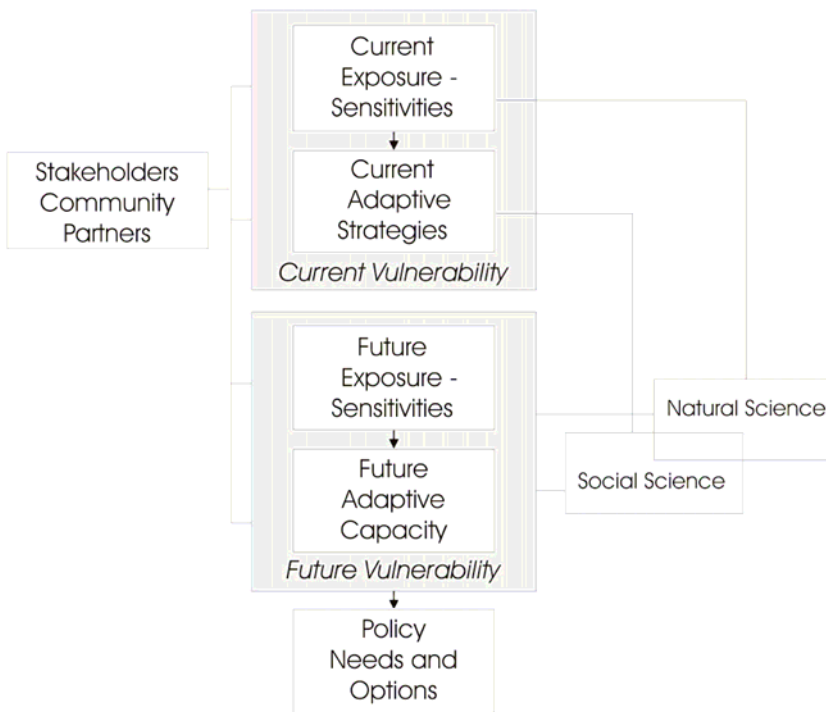 Current
Exposure -
Sensitivities
Stakeholders
Community
Partners
Current
Adaptive
Strategies
Current Vulnerability
Future
Exposure -
Sensitivities
Natural Science
Future
Adaptive
Capacity
Social Science
Future Vulnerability
Policy
Needs and
Options